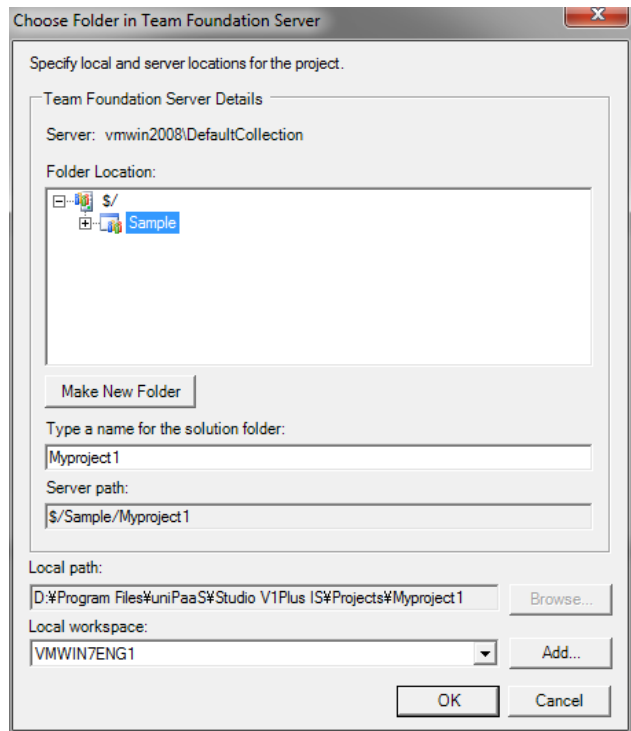 Choose Folder in Team Foundation Server
Specify local and server locations for the project.
Team Foundation Server Details
Server: vmwin2008\DefaultCollection
Folder Location:
$/
Sample
Make New Folder
Type a name for the solution folder:
Myproject1
Server path:
$/Sample/Myproject1
Local path:
D:¥Program Files¥uniPaaS¥Studio V1Plus IS¥Projects¥Myproject1
Browse...
Local workspace:
VMWIN7ENG1
Add...
OK
Cancel